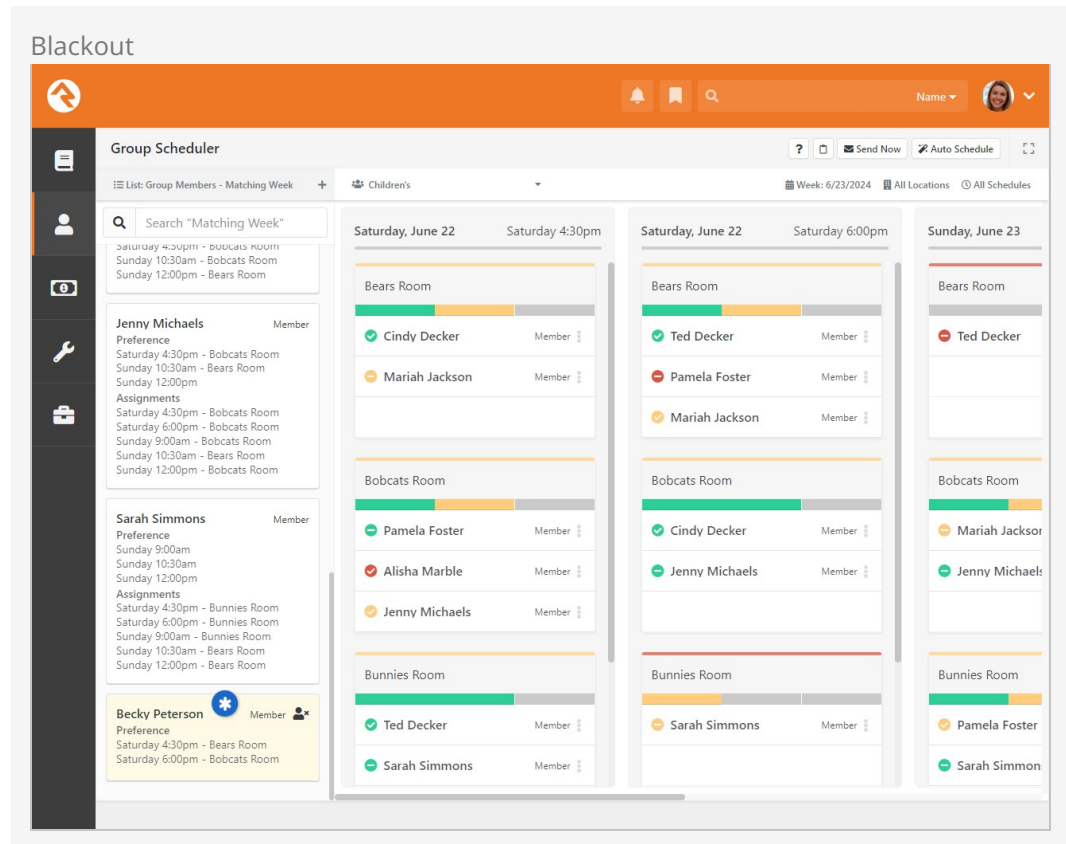 Blackout
Name
Group Scheduler
? Send Now Auto Schedule
List: Group Members - Matching Week +
Children's
Week: 6/23/2024 All Locations All Schedules
Search "Matching Week"
Saturday 4:30pm - Bobcats Room
Sunday 10:30am - Bobcats Room
Sunday 12:00pm - Bears Room
Jenny Michaels Member
Preference
Saturday 4:30pm - Bobcats Room
Sunday 10:30am - Bears Room
Sunday 12:00pm
Assignments
Saturday 4:30pm - Bobcats Room
Saturday 6:00pm - Bobcats Room
Sunday 9:00am - Bobcats Room
Sunday 10:30am - Bears Room
Sunday 12:00pm - Bobcats Room
Sarah Simmons Member
Preference
Sunday 9:00am
Sunday 10:30am
Sunday 12:00pm
Assignments
Saturday 4:30pm - Bunnies Room
Saturday 6:00pm - Bunnies Room
Sunday 9:00am - Bunnies Room
Sunday 10:30am - Bears Room
Sunday 12:00pm - Bears Room
Becky Peterson Member
Preference
Saturday 4:30pm - Bears Room
Saturday 6:00pm - Bobcats Room
Saturday, June 22 Saturday 4:30pm
Bears Room
Cindy Decker Member
Mariah Jackson Member
Bobcats Room
Pamela Foster Member
Alisha Marble Member
Jenny Michaels Member
Bunnies Room
Ted Decker Member
Sarah Simmons Member
Saturday, June 22 Saturday 6:00pm
Bears Room
Ted Decker Member
Pamela Foster Member
Mariah Jackson Member
Bobcats Room
Cindy Decker Member
Jenny Michaels Member
Bunnies Room
Sarah Simmons Member
Sunday, June 23
Bears Room
Ted Decker
Bobcats Room
Mariah Jackson
Jenny Michaels
Bunnies Room
Pamela Foster
Sarah Simmon